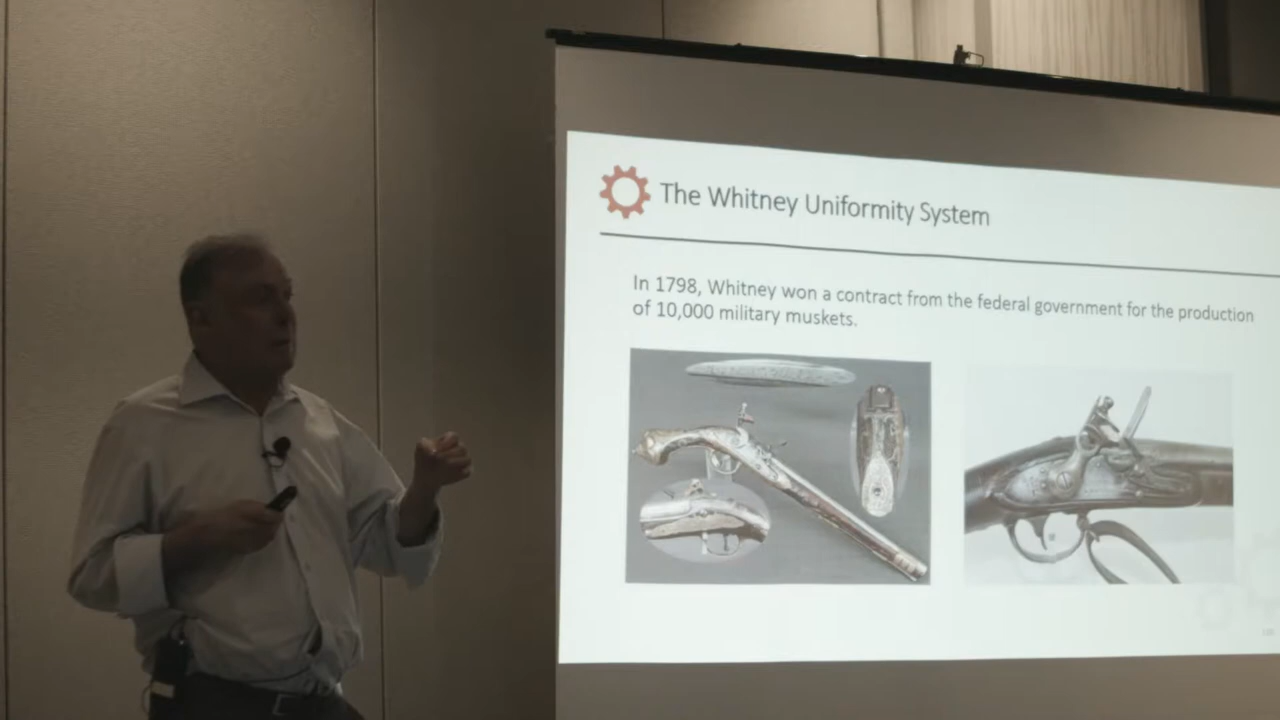 The Whitney Uniformity System
In 1798, Whitney won a contract from the federal government for the production
of 10,000 military muskets.